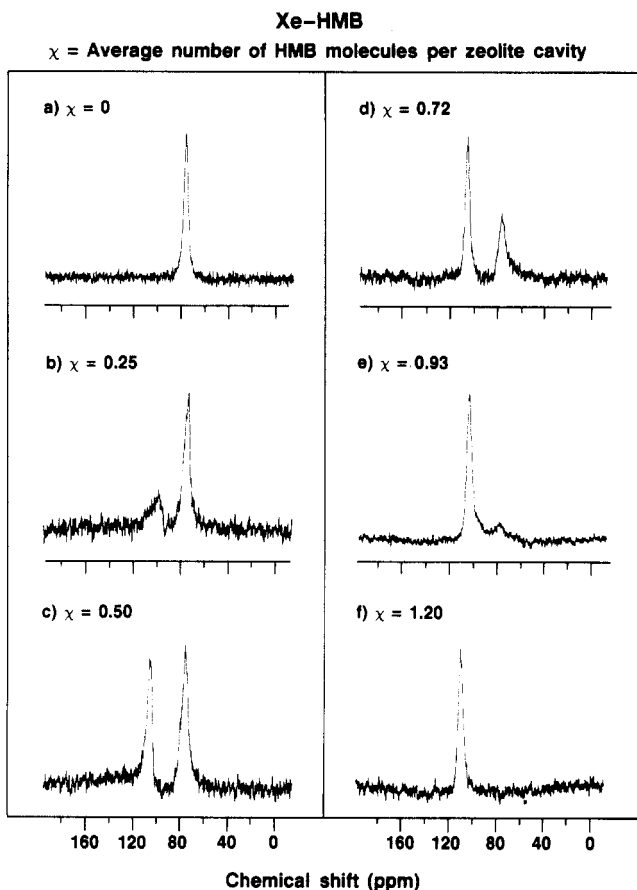 Xe–HMB
χ = Average number of HMB molecules per zeolite cavity
a) χ = 0
b) χ = 0.25
160 120 80 40 0
c) χ = 0.50
d) χ = 0.72
e) χ = 0.93
f) χ = 1.20
160 120 80 40 0
Chemical shift (ppm)